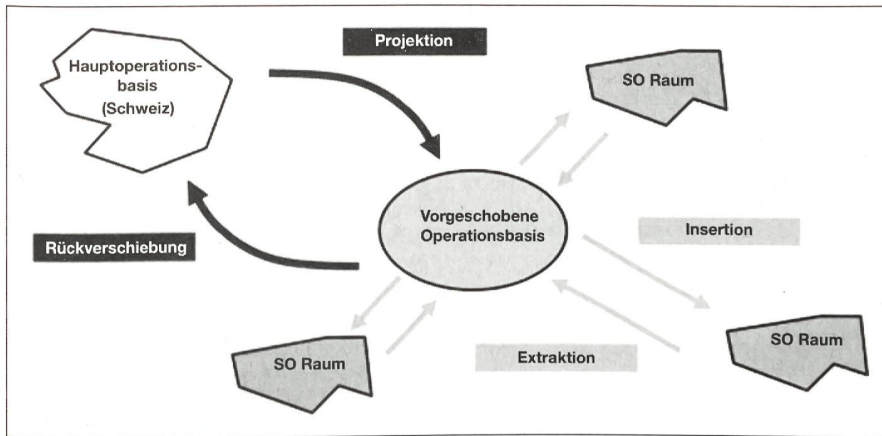 Projektion
Hauptoperations-
basis
(Schweiz)
SO Raum
Vorgeschobene
Operationsbasis
Insertion
Rückverschiebung
SO Raum
Extraktion
SO Raum